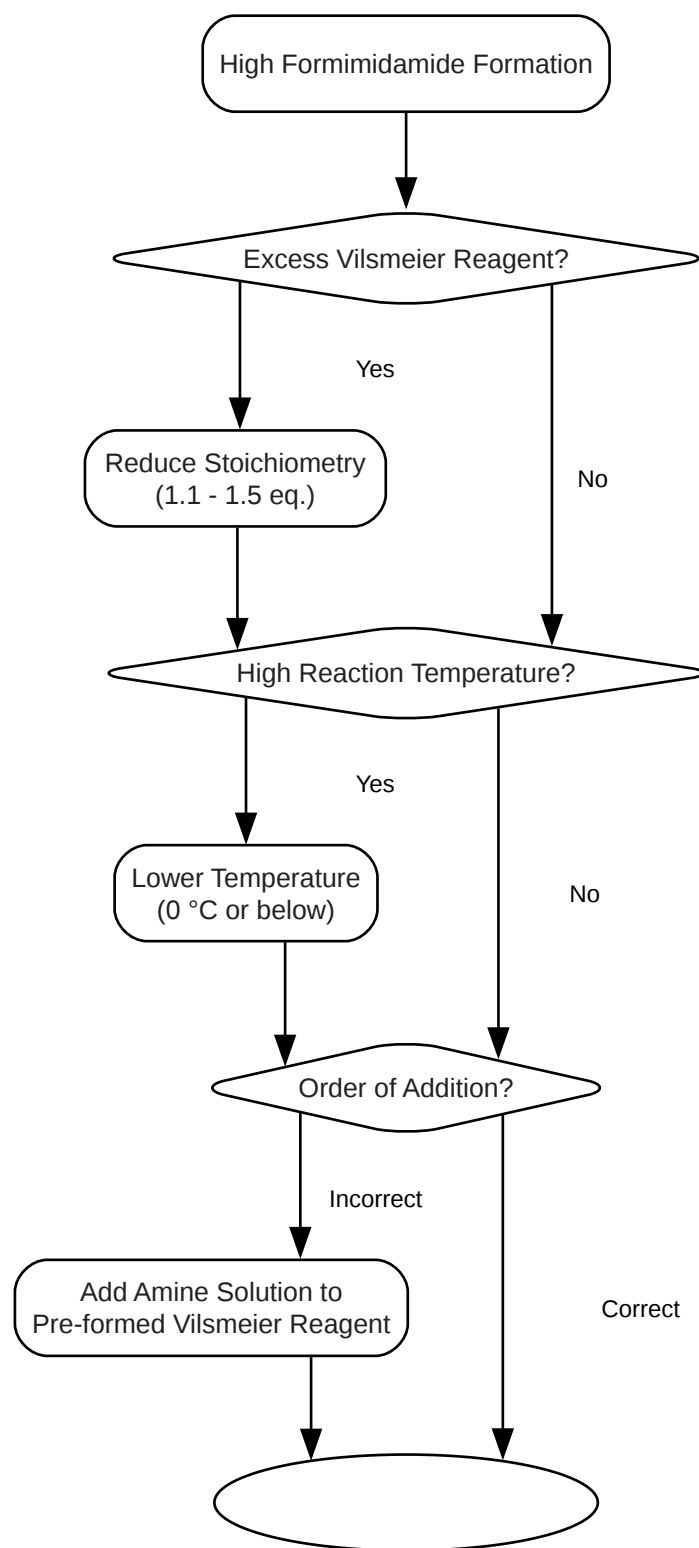 High Formimidamide Formation
Excess Vilsmeier Reagent?
Yes
Reduce Stoichiometry
(1.1 - 1.5 eq.)
No
High Reaction Temperature?
Yes
Lower Temperature
(0 °C or below)
No
Order of Addition?
Incorrect
Add Amine Solution to
Pre-formed Vilsmeier Reagent
Correct